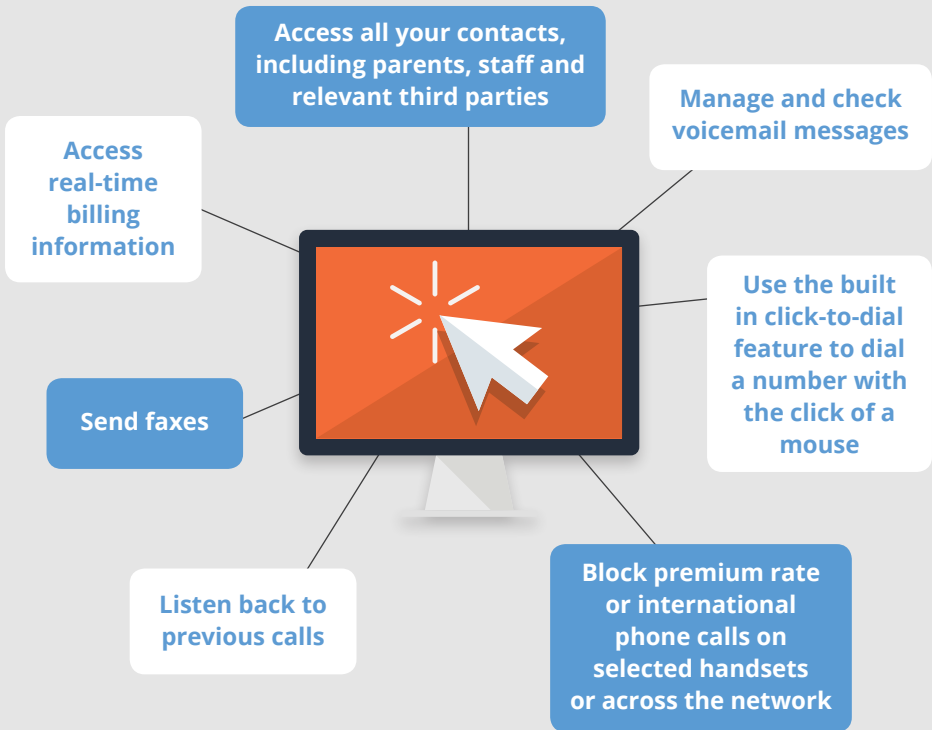 Access all your contacts,
including parents, staff and
relevant third parties
Manage and check
voicemail messages
Access
real-time
billing
information
Use the built
in click-to-dial
feature to dial
a number with
the click of a
mouse
Send faxes
Listen back to
previous calls
Block premium rate
or international
phone calls on
selected handsets
or across the network